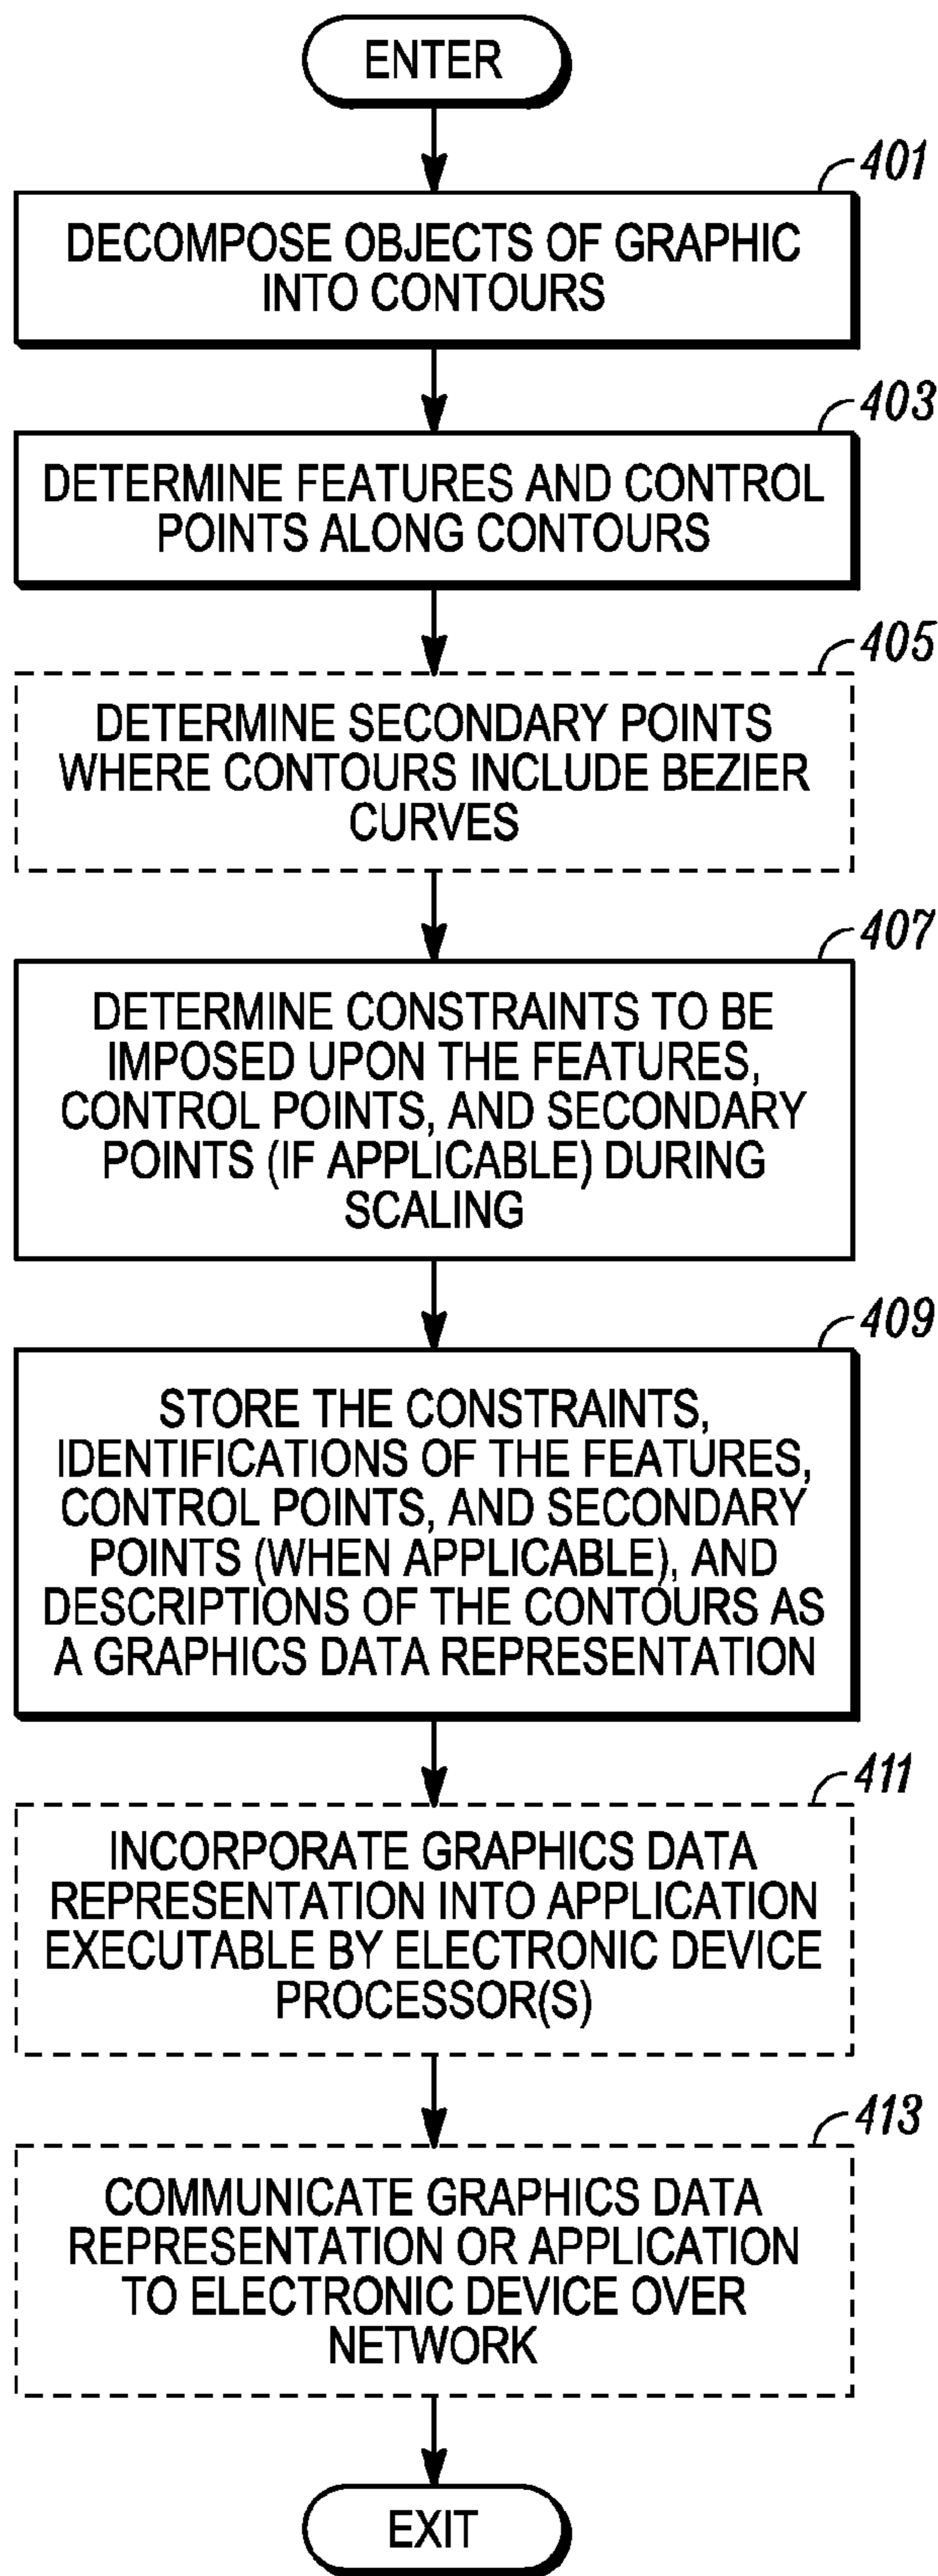 ENTER
401
DECOMPOSE OBJECTS OF GRAPHIC
INTO CONTOURS
403
DETERMINE FEATURES AND CONTROL
POINTS ALONG CONTOURS
405
DETERMINE SECONDARY POINTS
WHERE CONTOURS INCLUDE BEZIER
CURVES
407
DETERMINE CONSTRAINTS TO BE
IMPOSED UPON THE FEATURES,
CONTROL POINTS, AND SECONDARY
POINTS (IF APPLICABLE) DURING
SCALING
409
STORE THE CONSTRAINTS,
IDENTIFICATIONS OF THE FEATURES,
CONTROL POINTS, AND SECONDARY
POINTS (WHEN APPLICABLE), AND
DESCRIPTIONS OF THE CONTOURS AS
A GRAPHICS DATA REPRESENTATION
411
INCORPORATE GRAPHICS DATA
REPRESENTATION INTO APPLICATION
EXECUTABLE BY ELECTRONIC DEVICE
PROCESSOR(S)
413
COMMUNICATE GRAPHICS DATA
REPRESENTATION OR APPLICATION
TO ELECTRONIC DEVICE OVER
NETWORK
EXIT